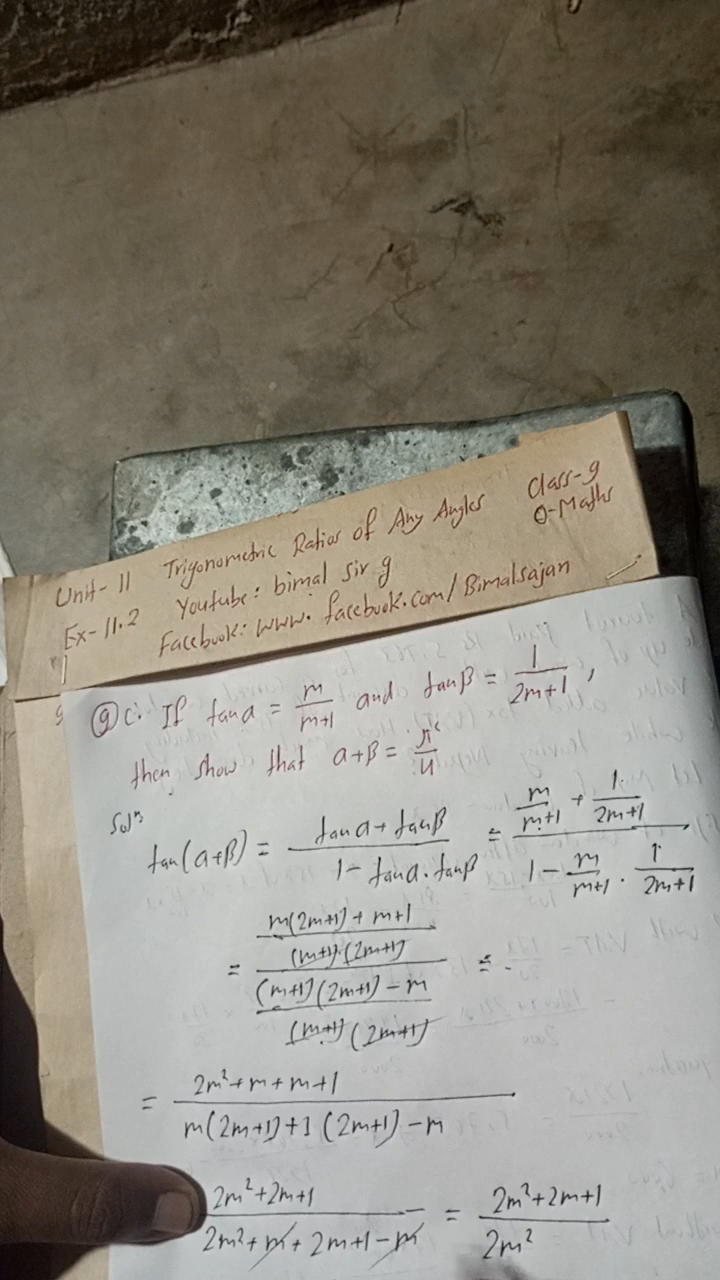 Unit- 11 Trigonometric Ratios of Any Angles Class-9
Ex- 11.2 Youtube: bimal sir g O-Maths
Facebook: www. facebook.com/Bimalsajan
9 c. If tan α = m/m+1 and tan β = 1/2m+1,
then show that α+β = π^c/4
Solⁿ
tan(α+β) = tan α + tan β / 1 - tan α . tan β = m/m+1 + 1/2m+1 / 1 - m/m+1 . 1/2m+1
= m(2m+1) + m+1 / (m+1).(2m+1) / (m+1)(2m+1) - m / (m+1)(2m+1) =
= 2m² + m + m + 1 / m(2m+1)+1(2m+1) - m
2m²+2m+1 / 2m²+m+2m+1-m = 2m²+2m+1 / 2m²